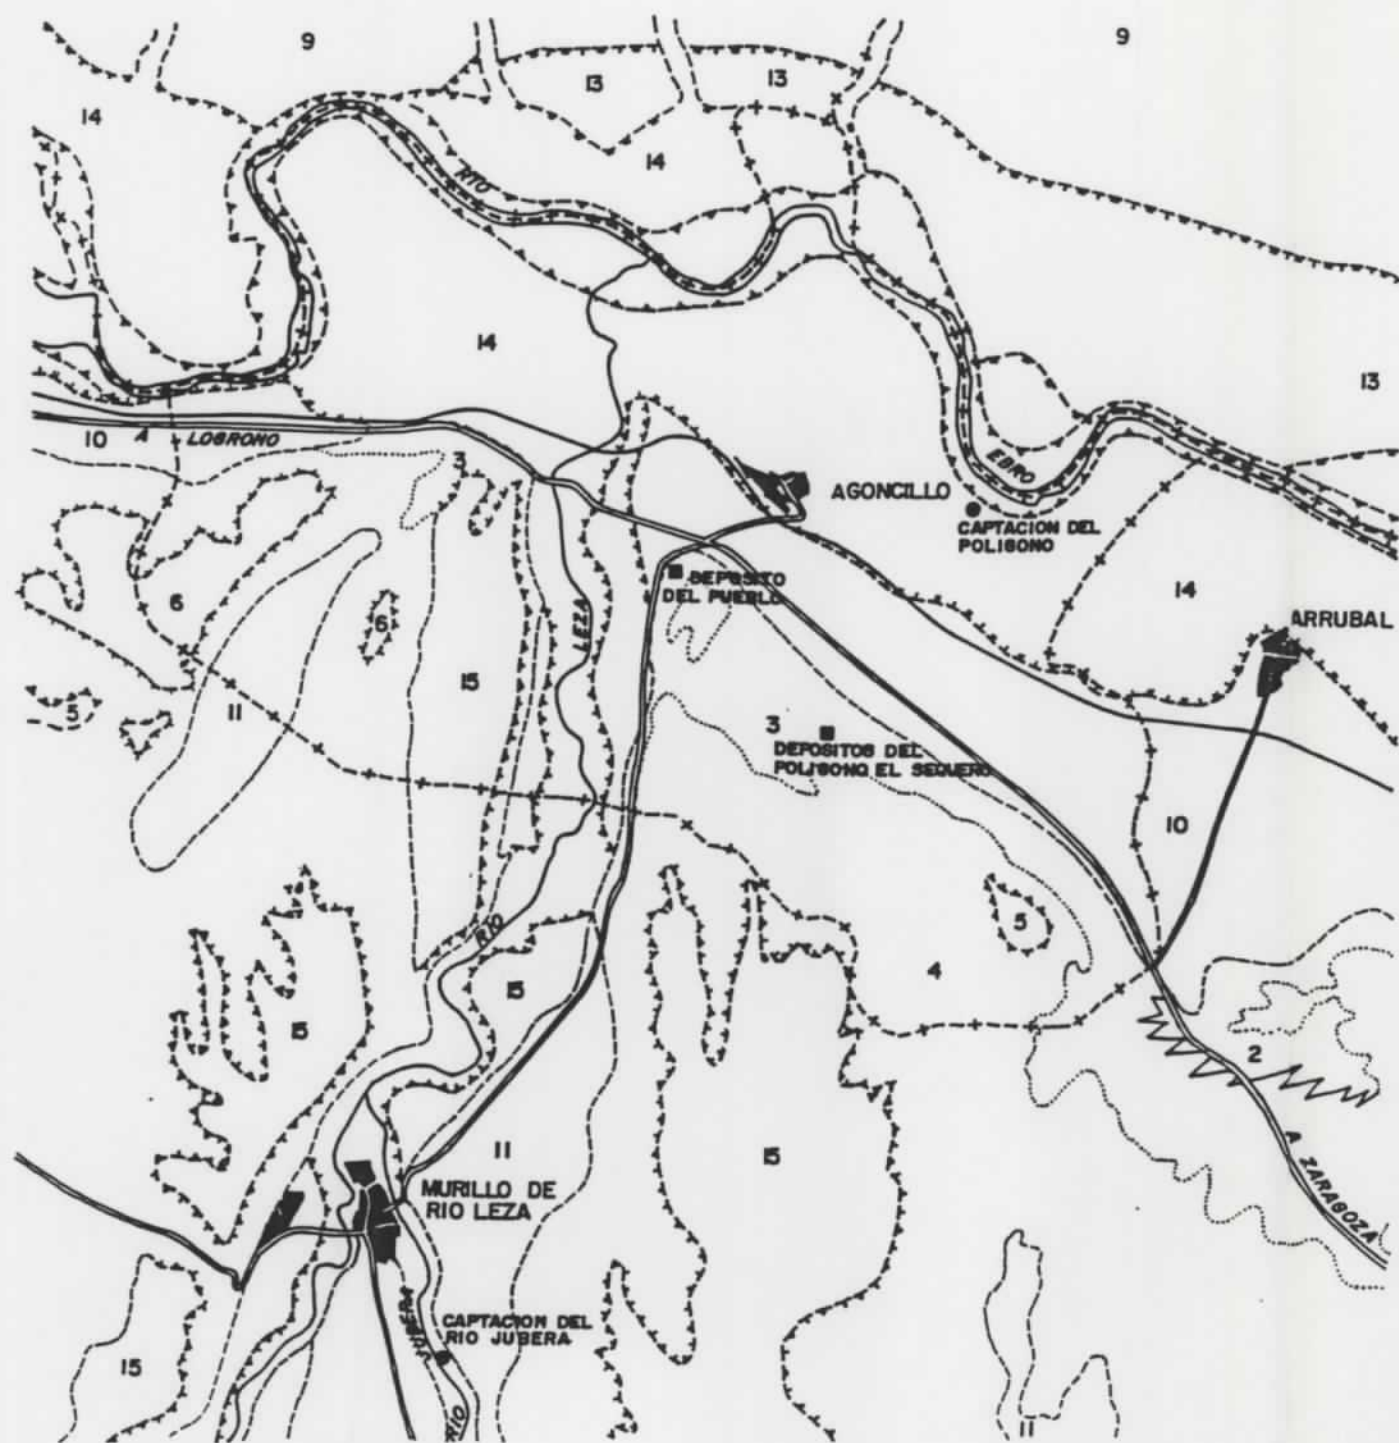 9
9
13
13
14
14
RIO
14
13
10
A LOGROÑO
3
EBRO
AGONCILLO
CAPTACION DEL
POLIGONO
DEPOSITO
DEL PUEBLO
14
6
6
LEZA
ARRUBAL
15
5
11
3
DEPOSITOS DEL
POLIGONO EL SEQUERO
10
5
RIO
4
15
15
2
11
15
A ZARAGOZA
MURILLO DE
RIO LEZA
JUBERA
CAPTACION DEL
RIO JUBERA
15
RIO
11